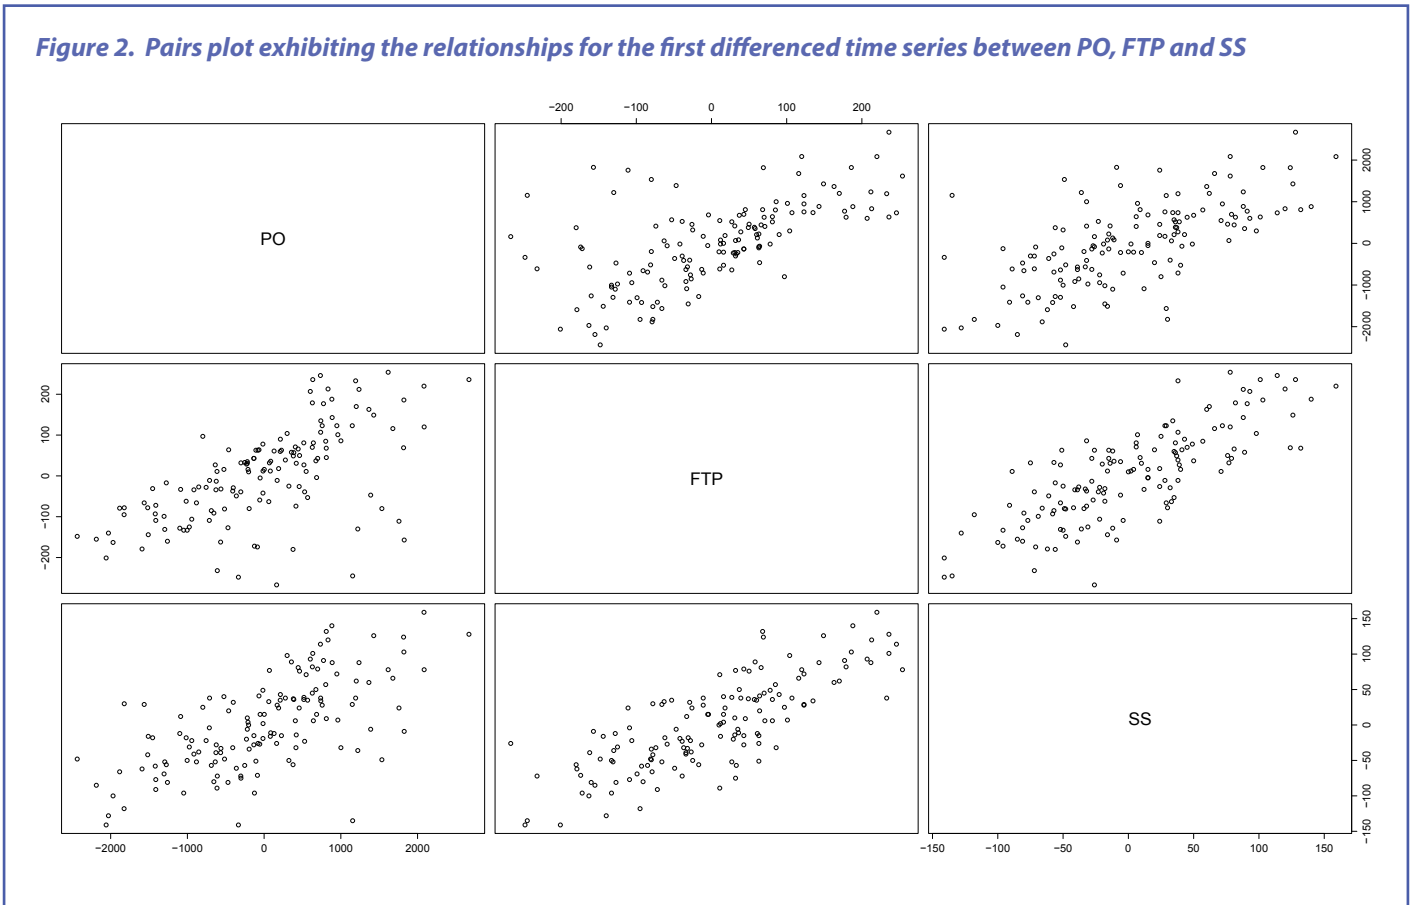 Figure 2. Pairs plot exhibiting the relationships for the first differenced time series between PO, FTP and SS
−200 −100 0 100 200
PO
2000
1000
0
−1000
−2000
200
100
0
−100
−200
FTP
SS
150
100
50
0
−50
−100
−150
−2000 −1000 0 1000 2000
−150 −100 −50 0 50 100 150